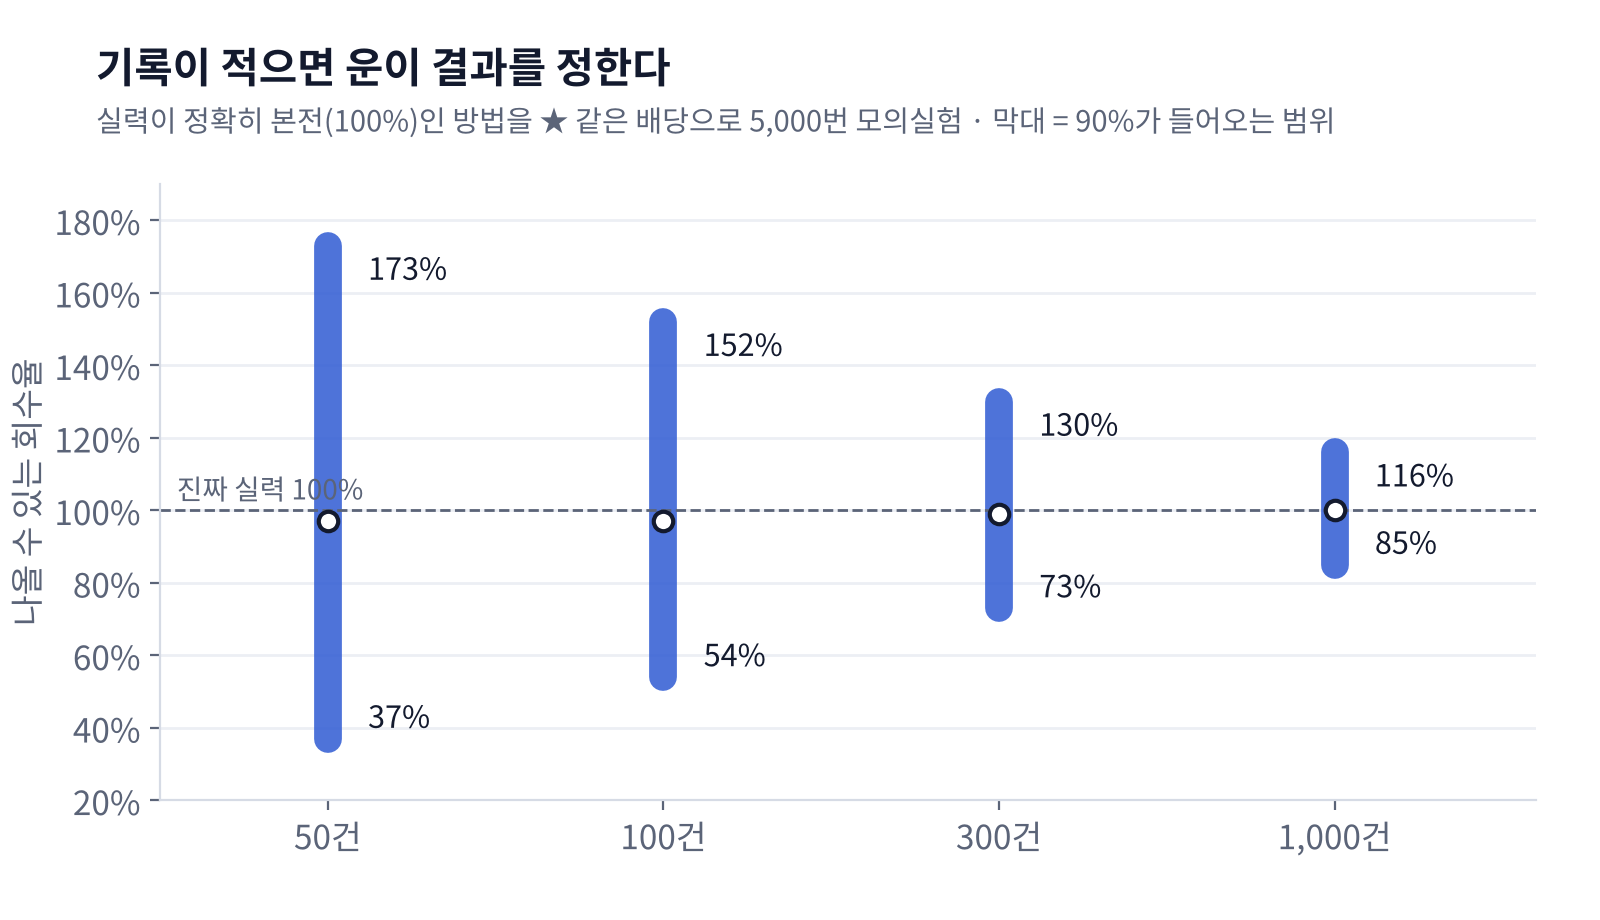 기록이 적으면 운이 결과를 정한다
실력이 정확히 본전(100%)인 방법을 ★ 같은 배당으로 5,000번 모의실험 · 막대 = 90%가 들어오는 범위
나올 수 있는 회수율
180%
160%
140%
120%
100%
80%
60%
40%
20%
진짜 실력 100%
173%
37%
152%
54%
130%
73%
116%
85%
50건
100건
300건
1,000건